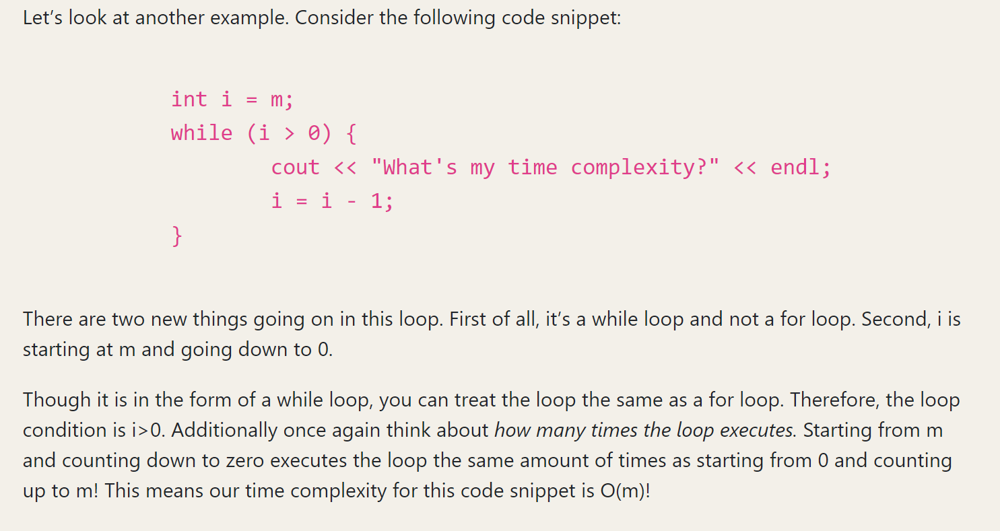 Let’s look at another example. Consider the following code snippet:
int i = m;
while (i > 0) {
        cout << "What's my time complexity?" << endl;
        i = i - 1;
}
There are two new things going on in this loop. First of all, it’s a while loop and not a for loop. Second, i is
starting at m and going down to 0.
Though it is in the form of a while loop, you can treat the loop the same as a for loop. Therefore, the loop
condition is i>0. Additionally once again think about how many times the loop executes. Starting from m
and counting down to zero executes the loop the same amount of times as starting from 0 and counting
up to m! This means our time complexity for this code snippet is O(m)!